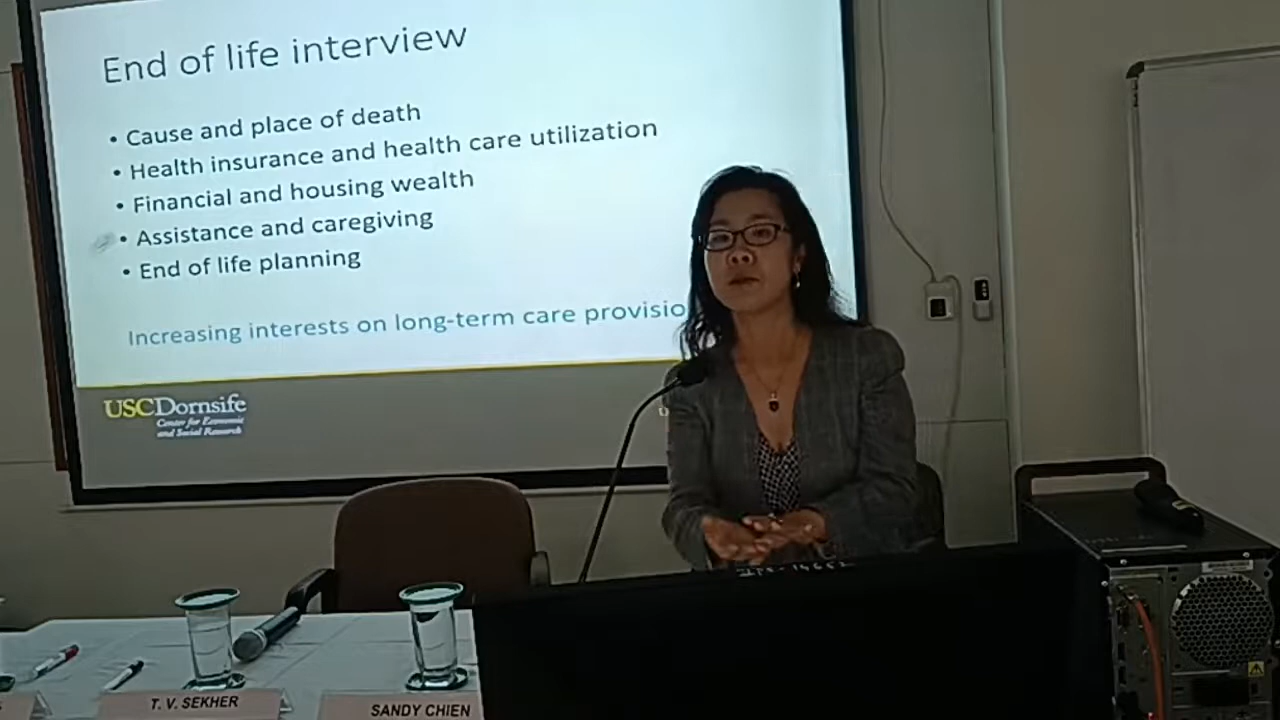 End of life interview
• Cause and place of death
• Health insurance and health care utilization
• Financial and housing wealth
• Assistance and caregiving
• End of life planning
Increasing interests on long-term care provisio
USCDornsife
Center for Economic
and Social Research
T. V. SEKHER
SANDY CHIEN